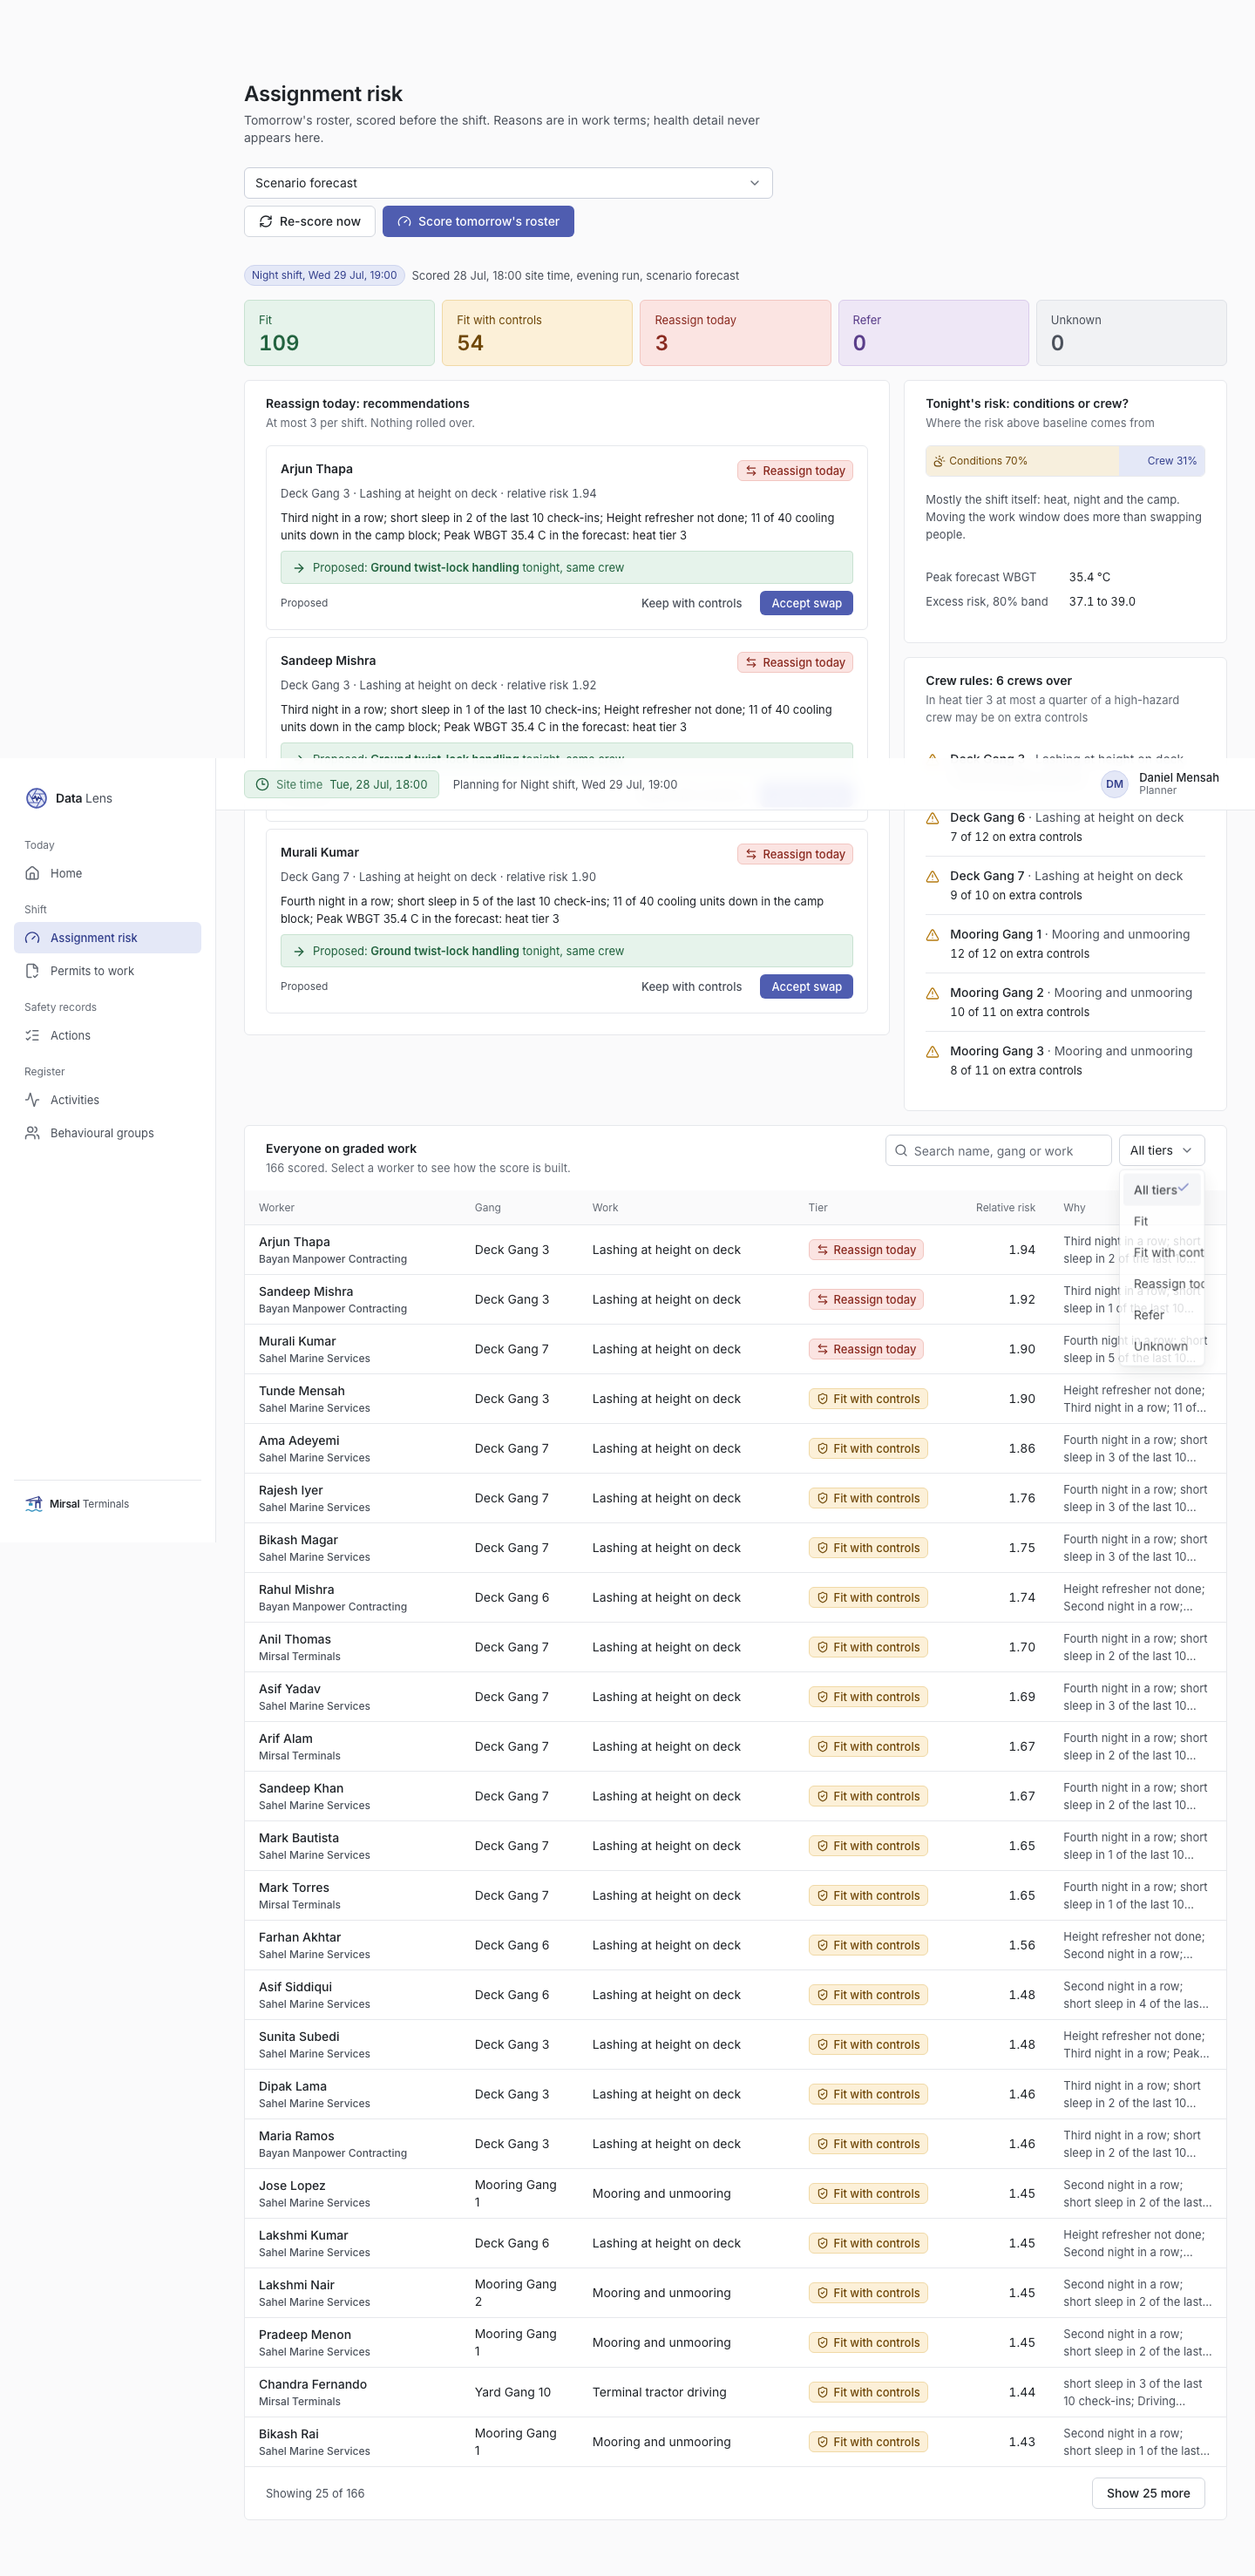 Assignment risk
Tomorrow's roster, scored before the shift. Reasons are in work terms; health detail never
appears here.
Scenario forecast
Re-score now
Score tomorrow's roster
Night shift, Wed 29 Jul, 19:00
Scored 28 Jul, 18:00 site time, evening run, scenario forecast
Fit
109
Fit with controls
54
Reassign today
3
Refer
0
Unknown
0
Reassign today: recommendations
At most 3 per shift. Nothing rolled over.
Arjun Thapa
Reassign today
Deck Gang 3 · Lashing at height on deck · relative risk 1.94
Third night in a row; short sleep in 2 of the last 10 check-ins; Height refresher not done; 11 of 40 cooling
units down in the camp block; Peak WBGT 35.4 C in the forecast: heat tier 3
Proposed: Ground twist-lock handling tonight, same crew
Proposed
Keep with controls
Accept swap
Sandeep Mishra
Reassign today
Deck Gang 3 · Lashing at height on deck · relative risk 1.92
Third night in a row; short sleep in 1 of the last 10 check-ins; Height refresher not done; 11 of 40 cooling
units down in the camp block; Peak WBGT 35.4 C in the forecast: heat tier 3
Proposed: Ground twist-lock handling tonight, same crew
Tonight's risk: conditions or crew?
Where the risk above baseline comes from
Conditions 70%
Crew 31%
Mostly the shift itself: heat, night and the camp.
Moving the work window does more than swapping
people.
Peak forecast WBGT 35.4 °C
Excess risk, 80% band 37.1 to 39.0
Crew rules: 6 crews over
In heat tier 3 at most a quarter of a high-hazard
crew may be on extra controls
Deck Gang 3 · Lashing at height on deck
Data Lens
Site time Tue, 28 Jul, 18:00
Planning for Night shift, Wed 29 Jul, 19:00
DM
Daniel Mensah
Planner
Today
Home
Shift
Assignment risk
Permits to work
Safety records
Actions
Register
Activities
Behavioural groups
Mirsal Terminals
Murali Kumar
Reassign today
Deck Gang 7 · Lashing at height on deck · relative risk 1.90
Fourth night in a row; short sleep in 5 of the last 10 check-ins; 11 of 40 cooling units down in the camp
block; Peak WBGT 35.4 C in the forecast: heat tier 3
Proposed: Ground twist-lock handling tonight, same crew
Proposed
Keep with controls
Accept swap
Deck Gang 6 · Lashing at height on deck
7 of 12 on extra controls
Deck Gang 7 · Lashing at height on deck
9 of 10 on extra controls
Mooring Gang 1 · Mooring and unmooring
12 of 12 on extra controls
Mooring Gang 2 · Mooring and unmooring
10 of 11 on extra controls
Mooring Gang 3 · Mooring and unmooring
8 of 11 on extra controls
Everyone on graded work
166 scored. Select a worker to see how the score is built.
Search name, gang or work
All tiers
All tiers
Fit
Fit with cont
Reassign tod
Refer
Unknown
Worker Gang Work Tier Relative risk Why
Arjun Thapa
Bayan Manpower Contracting
Deck Gang 3 Lashing at height on deck Reassign today 1.94
Third night in a row; short
sleep in 2 of the last 10...
Sandeep Mishra
Bayan Manpower Contracting
Deck Gang 3 Lashing at height on deck Reassign today 1.92
Third night in a row; short
sleep in 1 of the last 10...
Murali Kumar
Sahel Marine Services
Deck Gang 7 Lashing at height on deck Reassign today 1.90
Fourth night in a row; short
sleep in 5 of the last 10...
Tunde Mensah
Sahel Marine Services
Deck Gang 3 Lashing at height on deck Fit with controls 1.90
Height refresher not done;
Third night in a row; 11 of...
Ama Adeyemi
Sahel Marine Services
Deck Gang 7 Lashing at height on deck Fit with controls 1.86
Fourth night in a row; short
sleep in 3 of the last 10...
Rajesh Iyer
Sahel Marine Services
Deck Gang 7 Lashing at height on deck Fit with controls 1.76
Fourth night in a row; short
sleep in 3 of the last 10...
Bikash Magar
Sahel Marine Services
Deck Gang 7 Lashing at height on deck Fit with controls 1.75
Fourth night in a row; short
sleep in 3 of the last 10...
Rahul Mishra
Bayan Manpower Contracting
Deck Gang 6 Lashing at height on deck Fit with controls 1.74
Height refresher not done;
Second night in a row;...
Anil Thomas
Mirsal Terminals
Deck Gang 7 Lashing at height on deck Fit with controls 1.70
Fourth night in a row; short
sleep in 2 of the last 10...
Asif Yadav
Sahel Marine Services
Deck Gang 7 Lashing at height on deck Fit with controls 1.69
Fourth night in a row; short
sleep in 3 of the last 10...
Arif Alam
Mirsal Terminals
Deck Gang 7 Lashing at height on deck Fit with controls 1.67
Fourth night in a row; short
sleep in 2 of the last 10...
Sandeep Khan
Sahel Marine Services
Deck Gang 7 Lashing at height on deck Fit with controls 1.67
Fourth night in a row; short
sleep in 2 of the last 10...
Mark Bautista
Sahel Marine Services
Deck Gang 7 Lashing at height on deck Fit with controls 1.65
Fourth night in a row; short
sleep in 1 of the last 10...
Mark Torres
Mirsal Terminals
Deck Gang 7 Lashing at height on deck Fit with controls 1.65
Fourth night in a row; short
sleep in 1 of the last 10...
Farhan Akhtar
Sahel Marine Services
Deck Gang 6 Lashing at height on deck Fit with controls 1.56
Height refresher not done;
Second night in a row;...
Asif Siddiqui
Sahel Marine Services
Deck Gang 6 Lashing at height on deck Fit with controls 1.48
Second night in a row;
short sleep in 4 of the las...
Sunita Subedi
Sahel Marine Services
Deck Gang 3 Lashing at height on deck Fit with controls 1.48
Height refresher not done;
Third night in a row; Peak...
Dipak Lama
Sahel Marine Services
Deck Gang 3 Lashing at height on deck Fit with controls 1.46
Third night in a row; short
sleep in 2 of the last 10...
Maria Ramos
Bayan Manpower Contracting
Deck Gang 3 Lashing at height on deck Fit with controls 1.46
Third night in a row; short
sleep in 2 of the last 10...
Jose Lopez
Sahel Marine Services
Mooring Gang
1
Mooring and unmooring Fit with controls 1.45
Second night in a row;
short sleep in 2 of the last...
Lakshmi Kumar
Sahel Marine Services
Deck Gang 6 Lashing at height on deck Fit with controls 1.45
Height refresher not done;
Second night in a row;...
Lakshmi Nair
Sahel Marine Services
Mooring Gang
2
Mooring and unmooring Fit with controls 1.45
Second night in a row;
short sleep in 2 of the last...
Pradeep Menon
Sahel Marine Services
Mooring Gang
1
Mooring and unmooring Fit with controls 1.45
Second night in a row;
short sleep in 2 of the last...
Chandra Fernando
Mirsal Terminals
Yard Gang 10 Terminal tractor driving Fit with controls 1.44
short sleep in 3 of the last
10 check-ins; Driving...
Bikash Rai
Sahel Marine Services
Mooring Gang
1
Mooring and unmooring Fit with controls 1.43
Second night in a row;
short sleep in 1 of the last...
Showing 25 of 166
Show 25 more